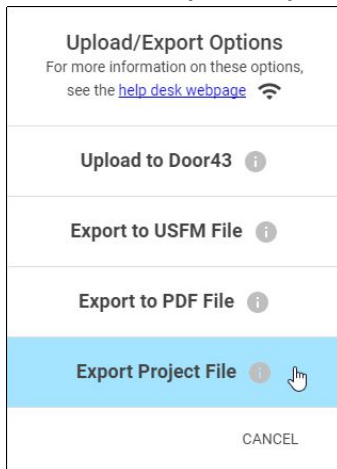 Upload/Export Options
For more information on these options,
see the help desk webpage
Upload to Door43
Export to USFM File
Export to PDF File
Export Project File
CANCEL